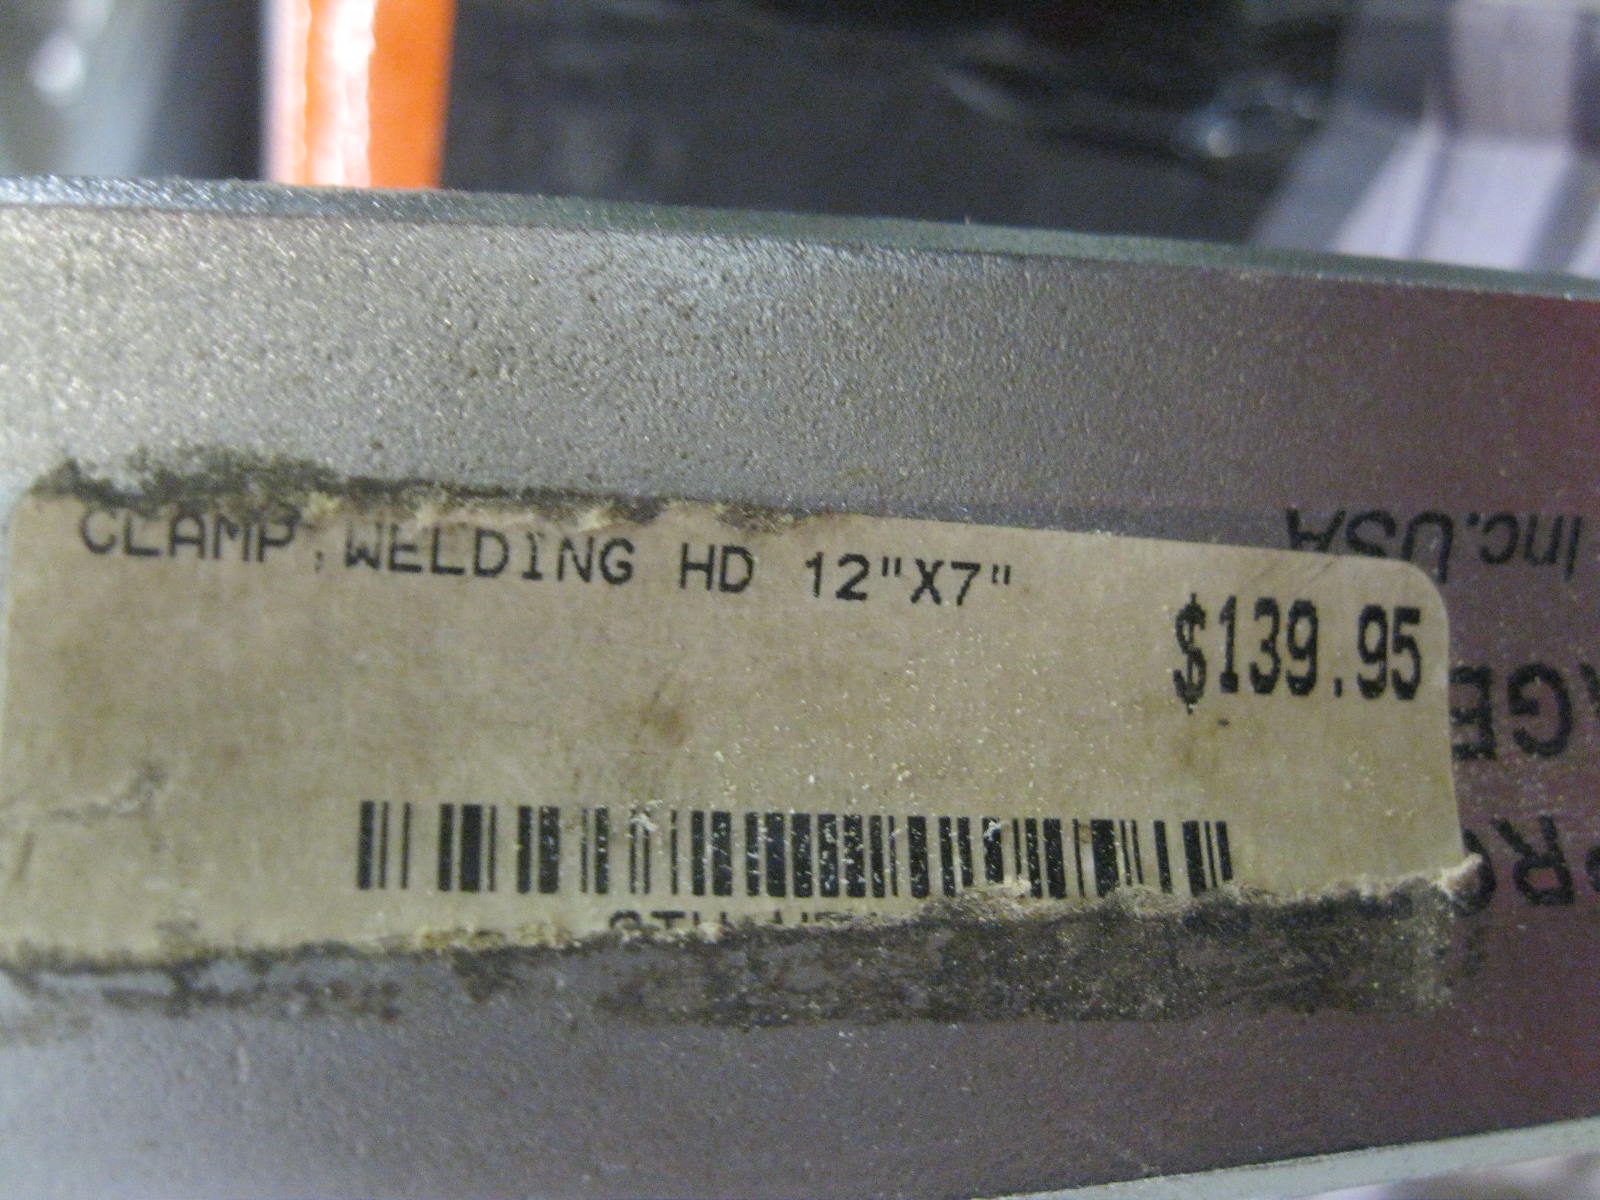 CLAMP, WELDING HD 12"X7"
$139.95
Inc.USA